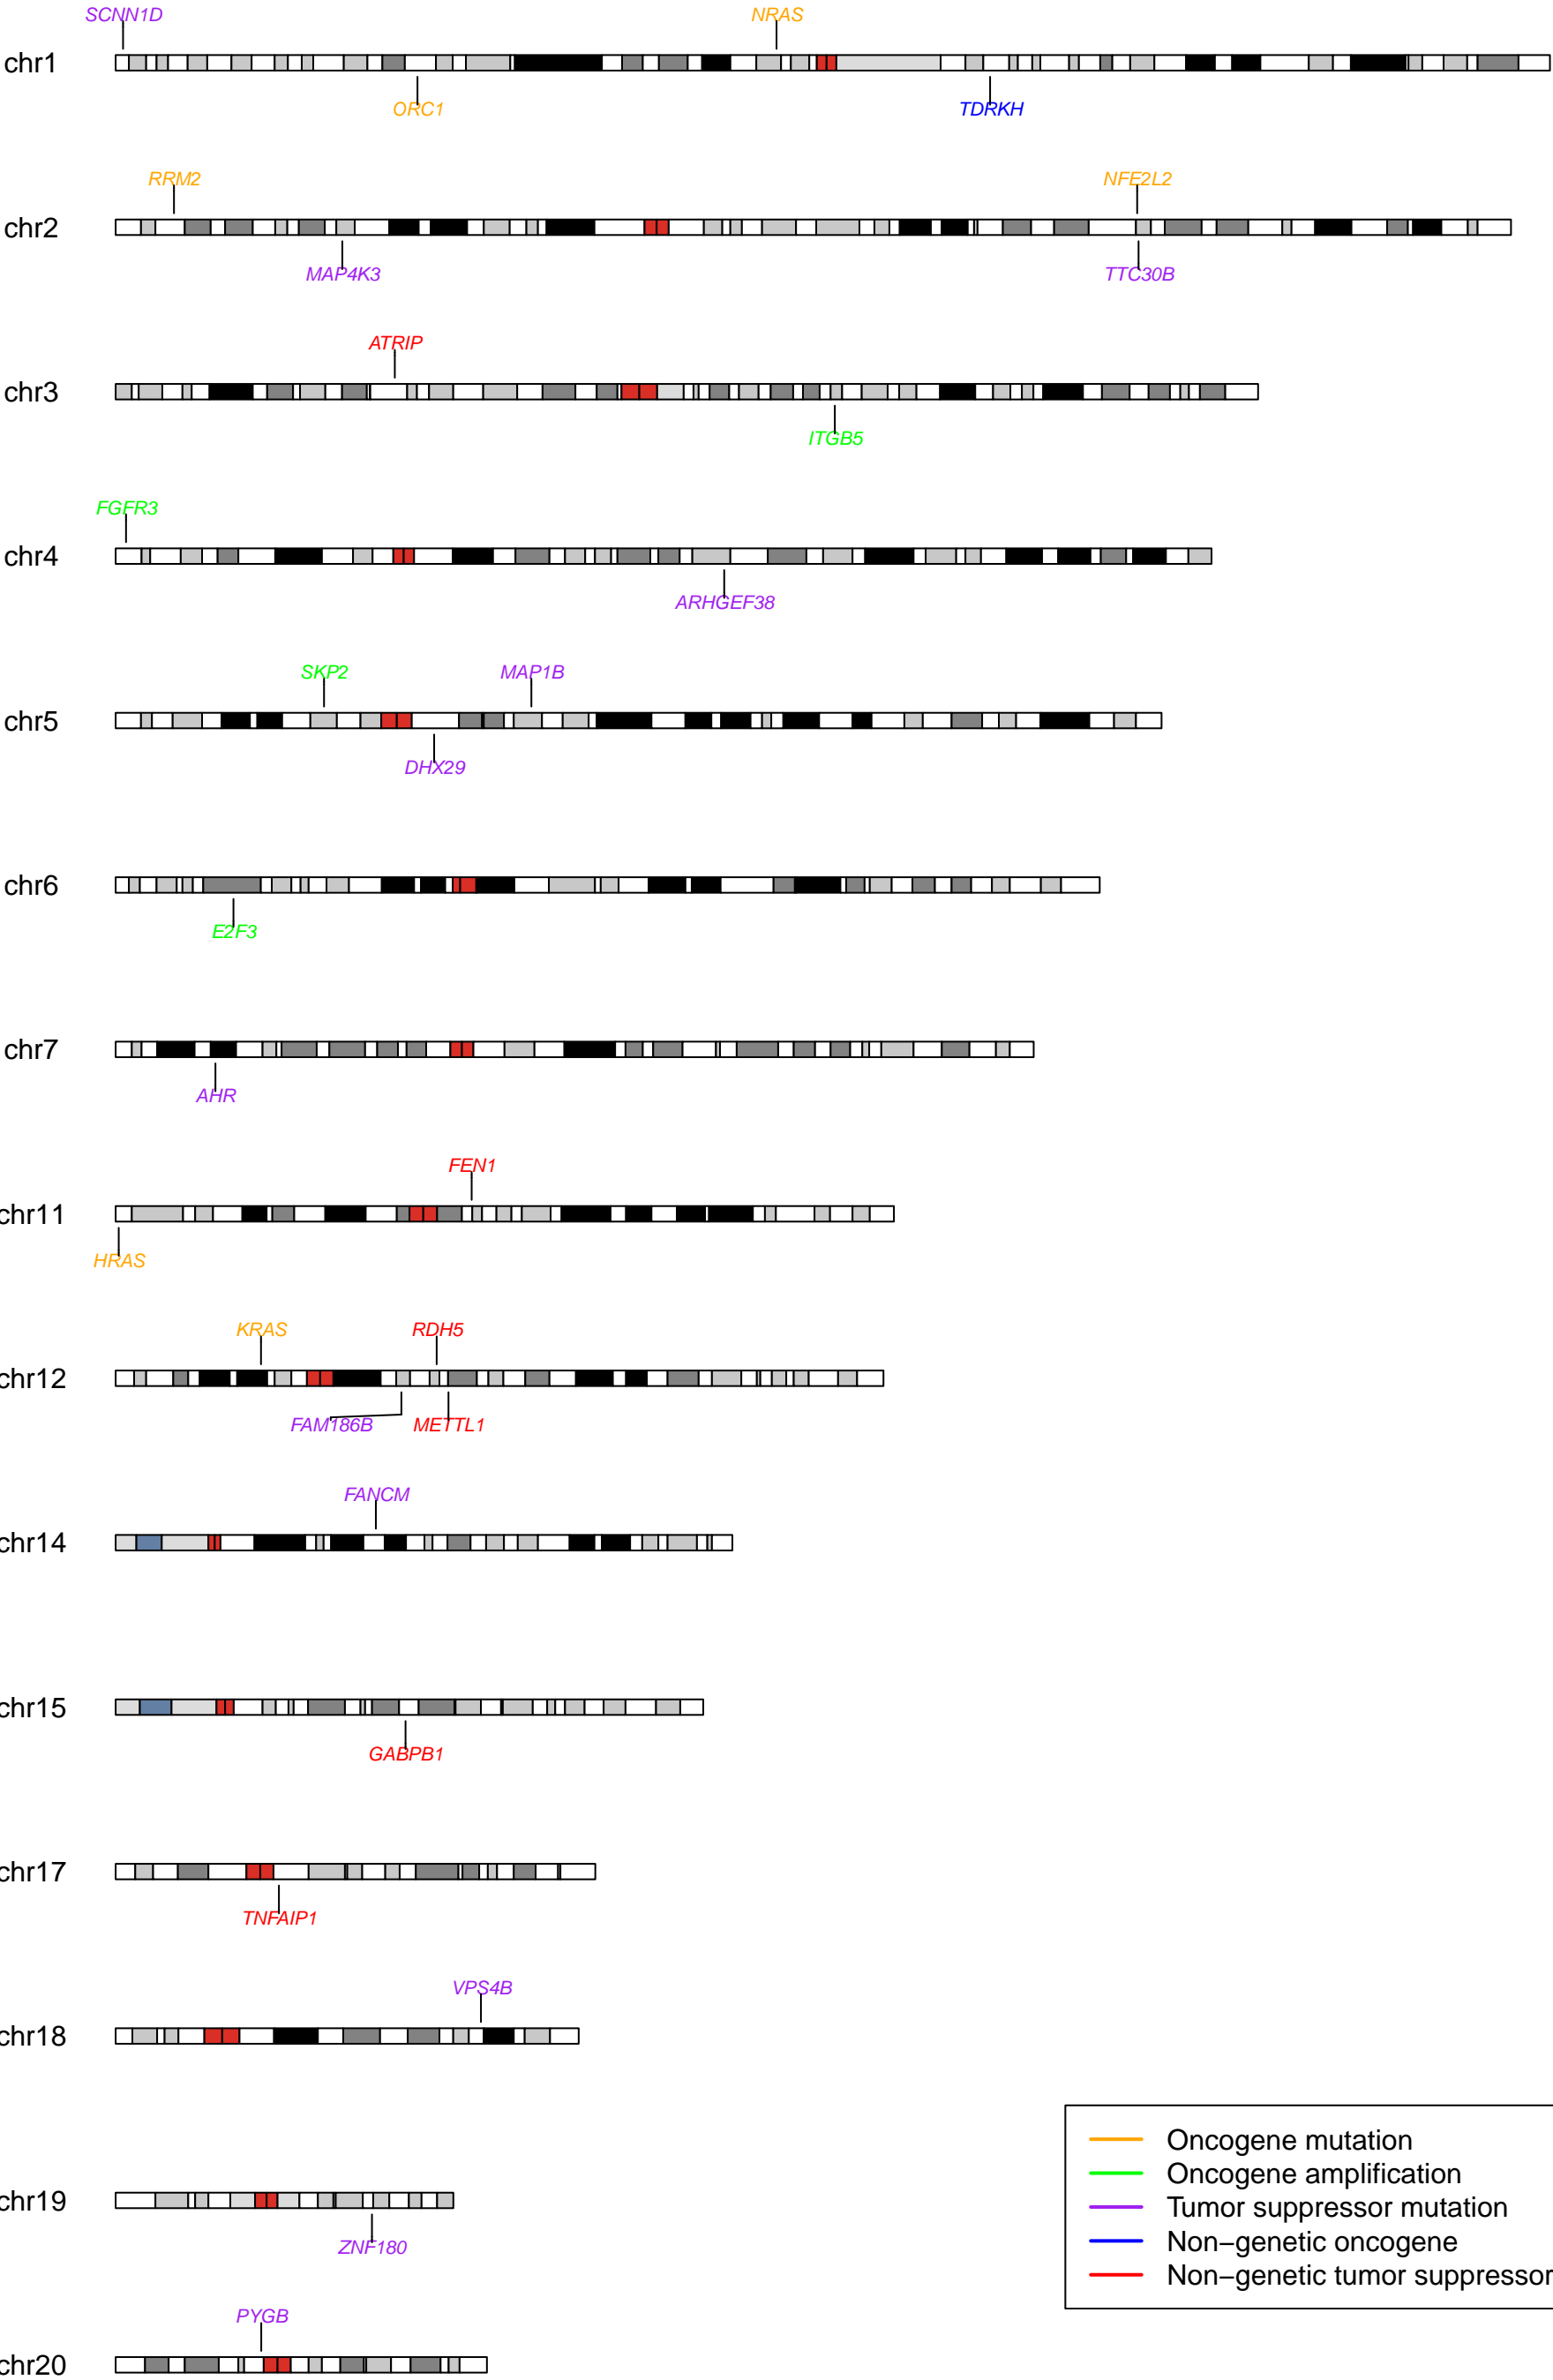 SCNN1D NRAS
chr1
ORC1 TDRKH
RRM2 NFE2L2
chr2
MAP4K3 TTC30B
ATRIP
chr3
ITGB5
FGFR3
chr4
ARHGEF38
SKP2 MAP1B
chr5
DHX29
chr6
E2F3
chr7
AHR
FEN1
chr11
HRAS
KRAS RDH5
chr12
FAM186B METTL1
FANCM
chr14
chr15
GABPB1
chr17
TNFAIP1
VPS4B
chr18
Oncogene mutation
Oncogene amplification
Tumor suppressor mutation
Non−genetic oncogene
Non−genetic tumor suppressor
chr19
ZNF180
PYGB
chr20